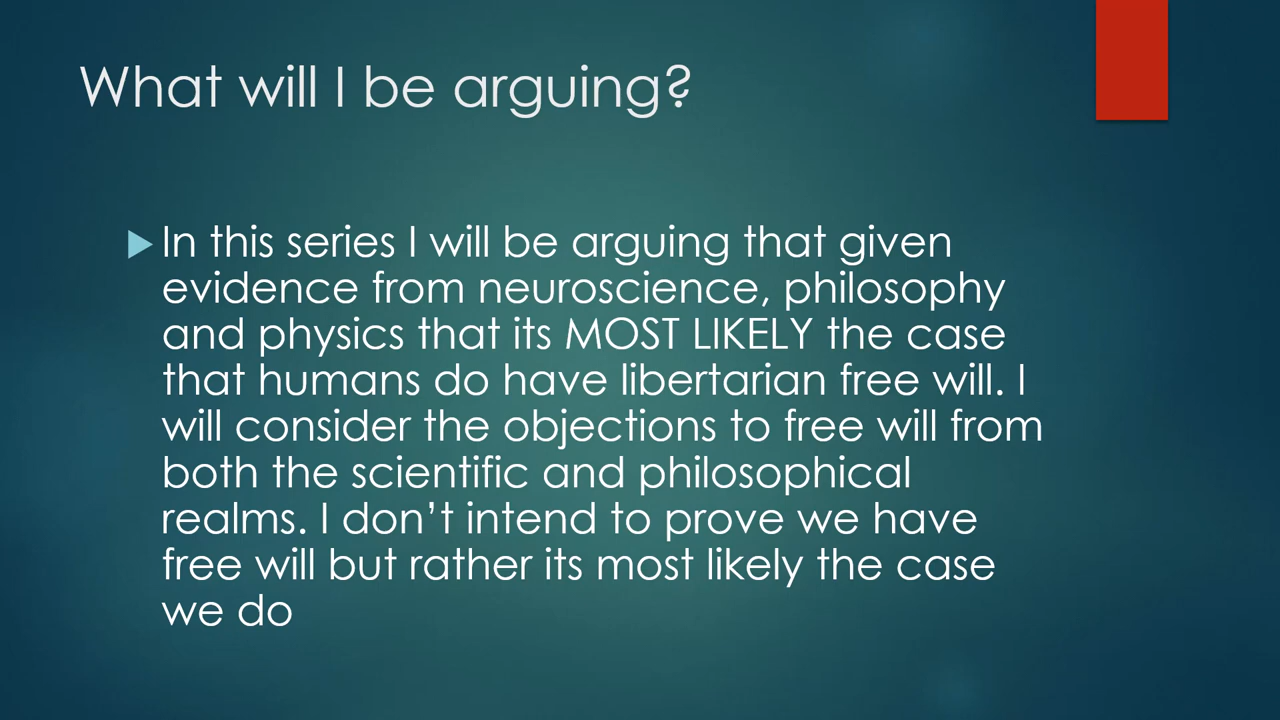 What will I be arguing?
In this series I will be arguing that given
evidence from neuroscience, philosophy
and physics that its MOST LIKELY the case
that humans do have libertarian free will. I
will consider the objections to free will from
both the scientific and philosophical
realms. I don’t intend to prove we have
free will but rather its most likely the case
we do